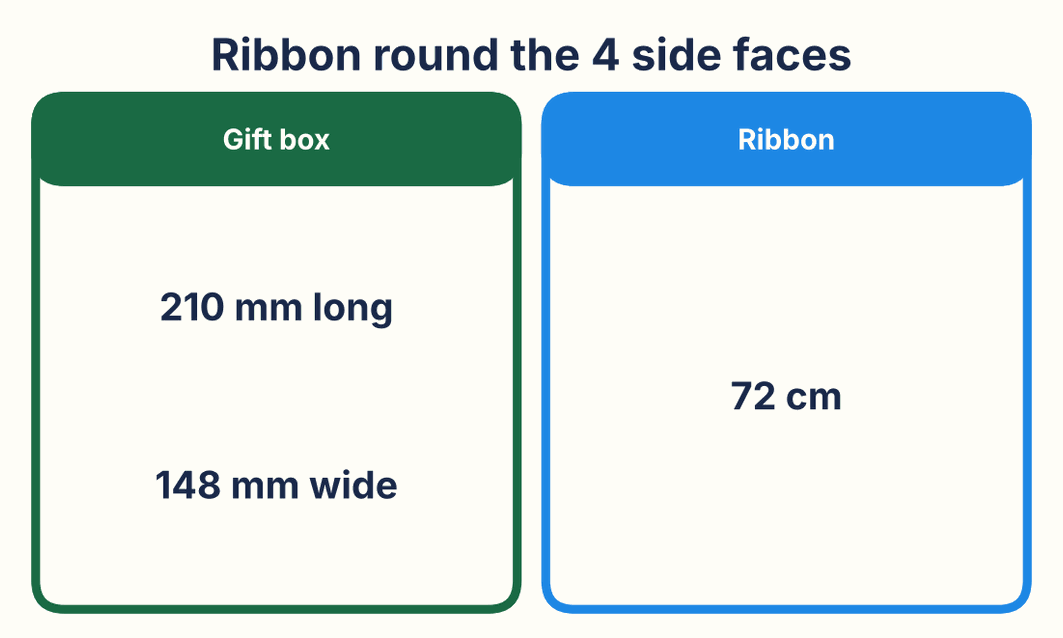 Ribbon round the 4 side faces
Gift box
210 mm long
148 mm wide
Ribbon
72 cm